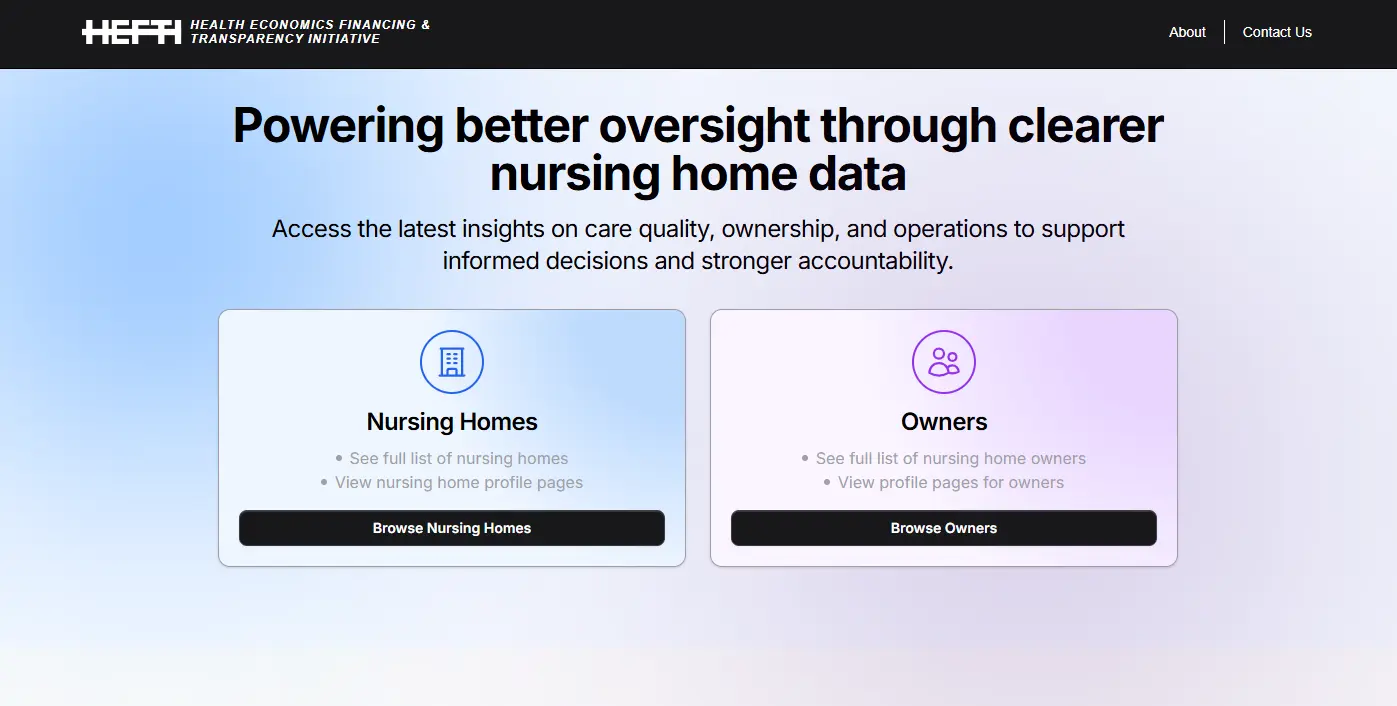 HEFTI
HEALTH ECONOMICS FINANCING &
TRANSPARENCY INITIATIVE
About
Contact Us
Powering better oversight through clearer
nursing home data
Access the latest insights on care quality, ownership, and operations to support
informed decisions and stronger accountability.
Nursing Homes
• See full list of nursing homes
• View nursing home profile pages
Browse Nursing Homes
Owners
• See full list of nursing home owners
• View profile pages for owners
Browse Owners